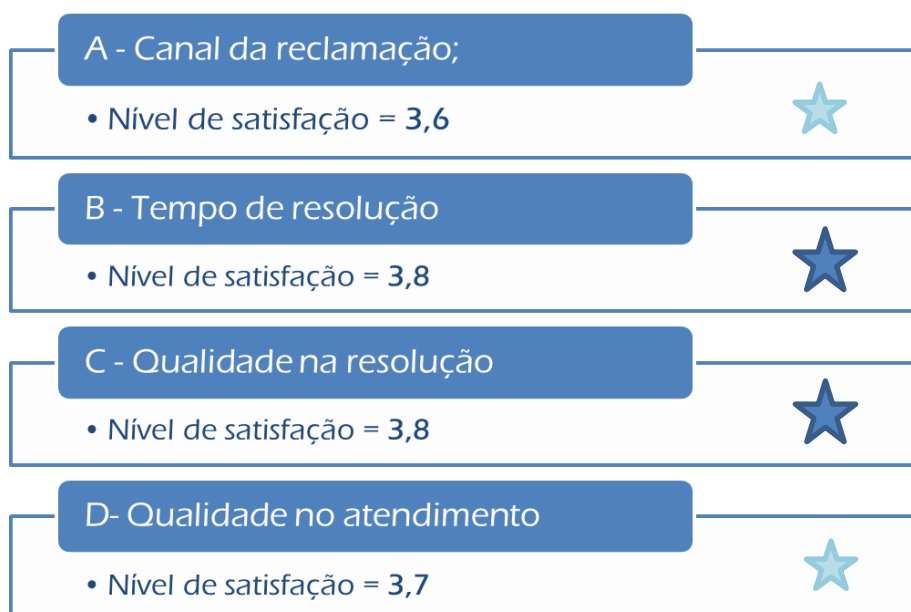 A - Canal da reclamação;
• Nível de satisfação = 3,6
B - Tempo de resolução
• Nível de satisfação = 3,8
C - Qualidade na resolução
• Nível de satisfação = 3,8
D- Qualidade no atendimento
• Nível de satisfação = 3,7